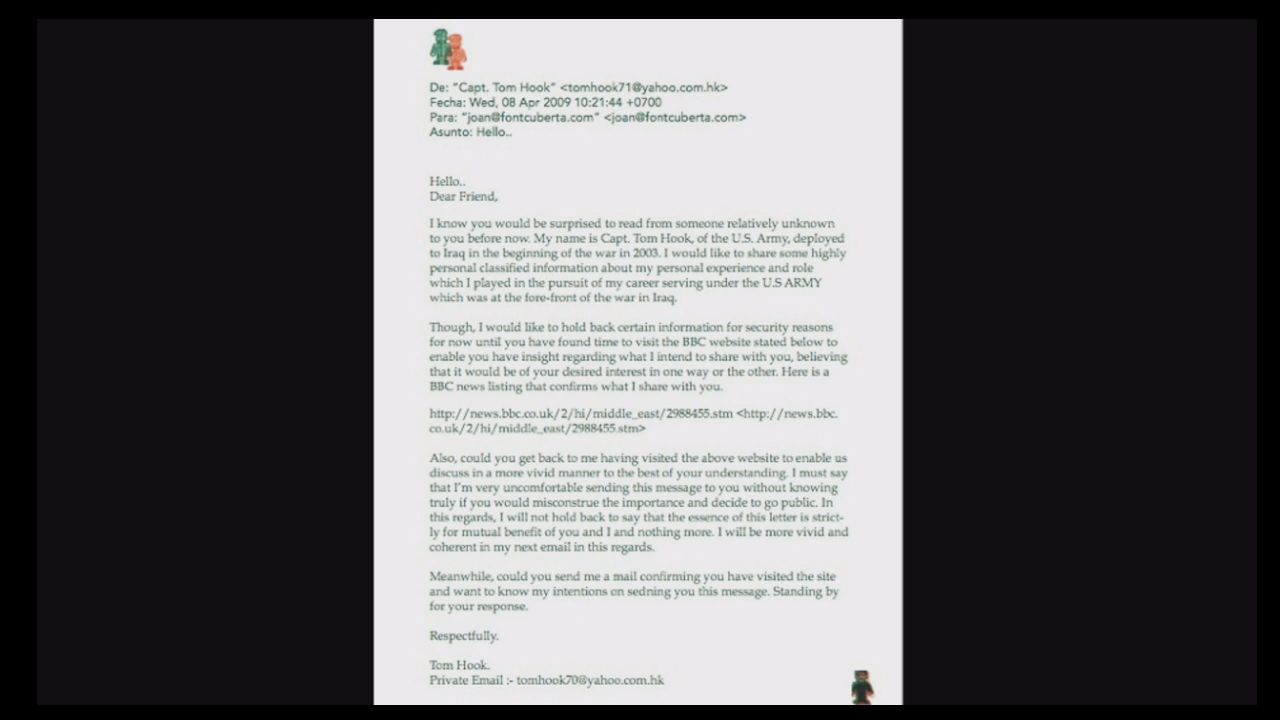 De: "Capt. Tom Hook" <tomhook71@yahoo.com.hk>
Fecha: Wed, 08 Apr 2009 10:21:44 +0700
Para: "joan@fontcuberta.com" <joan@fontcuberta.com>
Asunto: Hello..
Hello..
Dear Friend,
I know you would be surprised to read from someone relatively unknown
to you before now. My name is Capt. Tom Hook, of the U.S. Army, deployed
to Iraq in the beginning of the war in 2003. I would like to share some highly
personal classified information about my personal experience and role
which I played in the pursuit of my career serving under the U.S ARMY
which was at the fore-front of the war in Iraq.
Though, I would like to hold back certain information for security reasons
for now until you have found time to visit the BBC website stated below to
enable you have insight regarding what I intend to share with you, believing
that it would be of your desired interest in one way or the other. Here is a
BBC news listing that confirms what I share with you.
http://news.bbc.co.uk/2/hi/middle_east/2988455.stm <http://news.bbc.
co.uk/2/hi/middle_east/2988455.stm>
Also, could you get back to me having visited the above website to enable us
discuss in a more vivid manner to the best of your understanding. I must say
that I'm very uncomfortable sending this message to you without knowing
truly if you would misconstrue the importance and decide to go public. In
this regards, I will not hold back to say that the essence of this letter is strict-
ly for mutual benefit of you and I and nothing more. I will be more vivid and
coherent in my next email in this regards.
Meanwhile, could you send me a mail confirming you have visited the site
and want to know my intentions on sedning you this message. Standing by
for your response.
Respectfully.
Tom Hook.
Private Email :- tomhook70@yahoo.com.hk